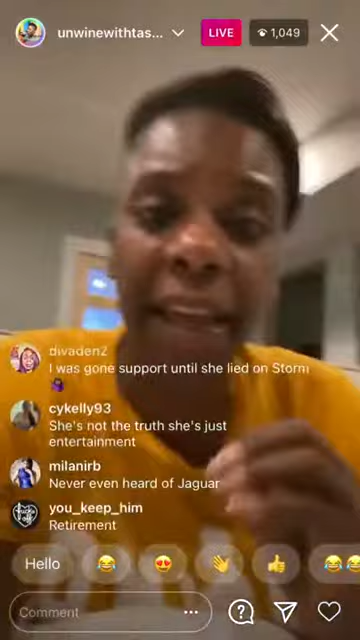 unwinewithtas...
LIVE
1,049
divaden2
I was gone support until she lied on Storm
cykelly93
She's not the truth she's just
entertainment
milanirb
Never even heard of Jaguar
you_keep_him
Retirement
Hello
Comment